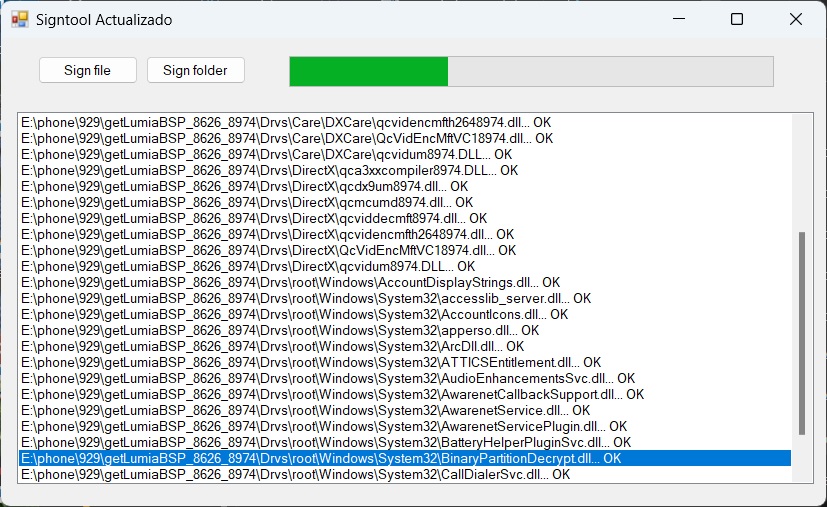 Signtool Actualizado
Sign file Sign folder
E:\phone\929\getLumiaBSP_8626_8974\Drvs\Care\DXCare\qcvidencmfth2648974.dll... OK
E:\phone\929\getLumiaBSP_8626_8974\Drvs\Care\DXCare\QcVidEncMftVC18974.dll... OK
E:\phone\929\getLumiaBSP_8626_8974\Drvs\Care\DXCare\qcvidum8974.DLL... OK
E:\phone\929\getLumiaBSP_8626_8974\Drvs\DirectX\qca3xxcompiler8974.DLL... OK
E:\phone\929\getLumiaBSP_8626_8974\Drvs\DirectX\qcdx9um8974.dll... OK
E:\phone\929\getLumiaBSP_8626_8974\Drvs\DirectX\qcmcumd8974.dll... OK
E:\phone\929\getLumiaBSP_8626_8974\Drvs\DirectX\qcviddecmft8974.dll... OK
E:\phone\929\getLumiaBSP_8626_8974\Drvs\DirectX\qcvidencmfth2648974.dll... OK
E:\phone\929\getLumiaBSP_8626_8974\Drvs\DirectX\QcVidEncMftVC18974.dll... OK
E:\phone\929\getLumiaBSP_8626_8974\Drvs\DirectX\qcvidum8974.DLL... OK
E:\phone\929\getLumiaBSP_8626_8974\Drvs\root\Windows\AccountDisplayStrings.dll... OK
E:\phone\929\getLumiaBSP_8626_8974\Drvs\root\Windows\System32\accesslib_server.dll... OK
E:\phone\929\getLumiaBSP_8626_8974\Drvs\root\Windows\System32\AccountIcons.dll... OK
E:\phone\929\getLumiaBSP_8626_8974\Drvs\root\Windows\System32\apperso.dll... OK
E:\phone\929\getLumiaBSP_8626_8974\Drvs\root\Windows\System32\ArcDll.dll... OK
E:\phone\929\getLumiaBSP_8626_8974\Drvs\root\Windows\System32\ATTICSEntitlement.dll... OK
E:\phone\929\getLumiaBSP_8626_8974\Drvs\root\Windows\System32\AudioEnhancementsSvc.dll... OK
E:\phone\929\getLumiaBSP_8626_8974\Drvs\root\Windows\System32\AwarenetCallbackSupport.dll... OK
E:\phone\929\getLumiaBSP_8626_8974\Drvs\root\Windows\System32\AwarenetService.dll... OK
E:\phone\929\getLumiaBSP_8626_8974\Drvs\root\Windows\System32\AwarenetServicePlugin.dll... OK
E:\phone\929\getLumiaBSP_8626_8974\Drvs\root\Windows\System32\BatteryHelperPluginSvc.dll... OK
E:\phone\929\getLumiaBSP_8626_8974\Drvs\root\Windows\System32\BinaryPartitionDecrypt.dll... OK
E:\phone\929\getLumiaBSP_8626_8974\Drvs\root\Windows\System32\CallDialerSvc.dll... OK